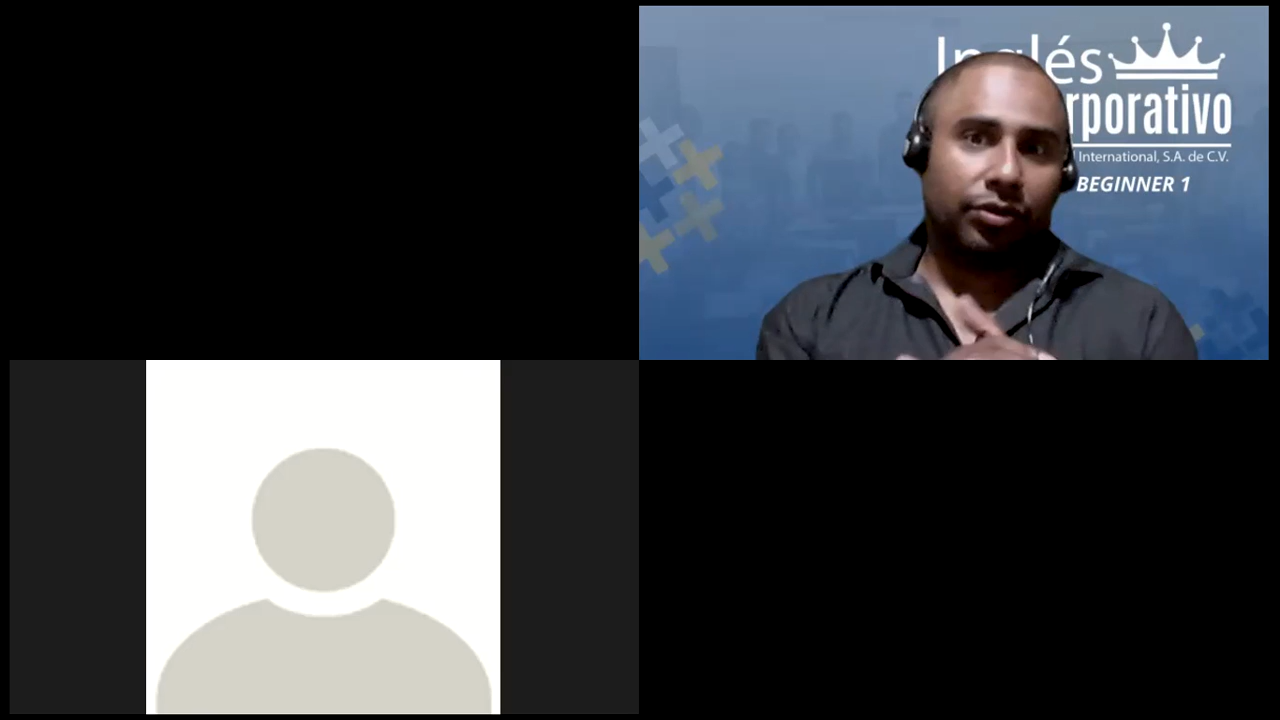 Inglés
rporativo
International, S.A. de C.V.
BEGINNER 1